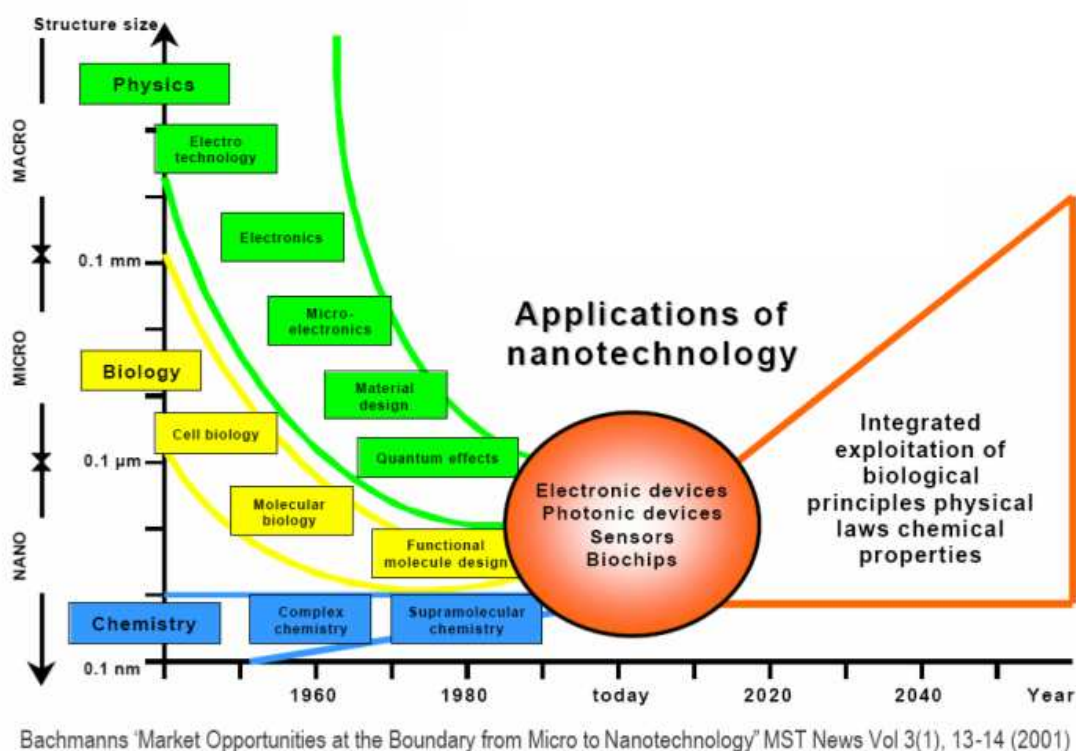 Structure size
MACRO
MICRO
NANO
0.1 mm
0.1 µm
0.1 nm
Physics
Electro
technology
Electronics
Micro-
electronics
Material
design
Quantum effects
Biology
Cell biology
Molecular
biology
Functional
molecule design
Chemistry
Complex
chemistry
Supramolecular
chemistry
Applications of
nanotechnology
Electronic devices
Photonic devices
Sensors
Biochips
Integrated
exploitation of
biological
principles physical
laws chemical
properties
1960
1980
today
2020
2040
Year
Bachmanns ‘Market Opportunities at the Boundary from Micro to Nanotechnology” MST News Vol 3(1), 13-14 (2001)